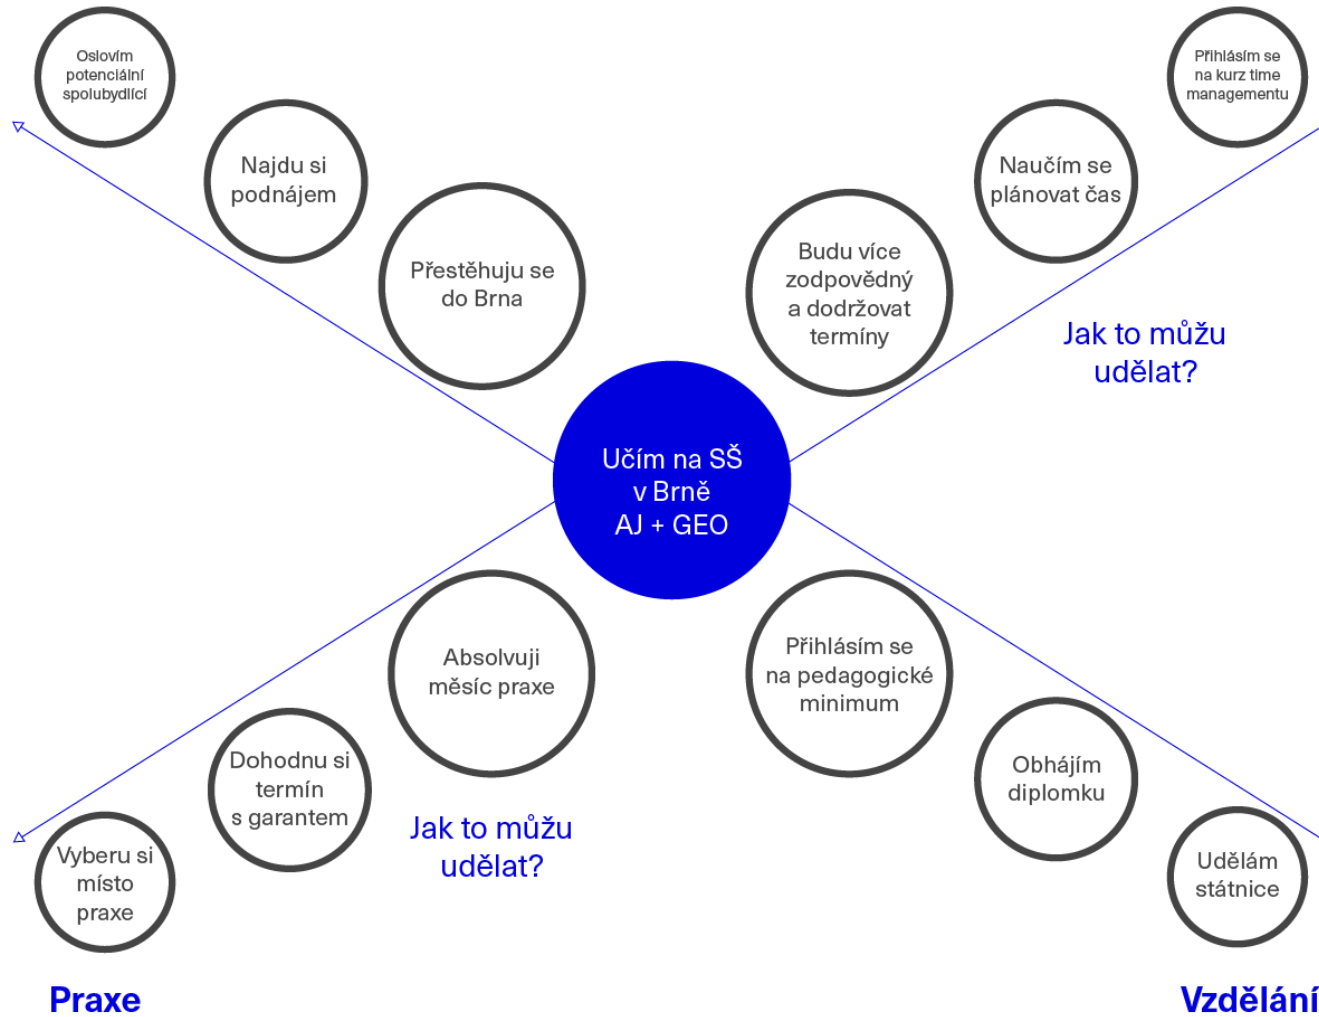 Oslovím
potenciální
spolubydlící
Najdu si
podnájem
Přestěhuju se
do Brna
Přihlásím se
na kurz time
managementu
Naučím se
plánovat čas
Budu více
zodpovědný
a dodržovat
termíny
Jak to můžu
udělat?
Učím na SŠ
v Brně
AJ + GEO
Absolvuji
měsíc praxe
Dohodnu si
termín
s garantem
Vyberu si
místo
praxe
Jak to můžu
udělat?
Praxe
Přihlásím se
na pedagogické
minimum
Obhájím
diplomku
Udělám
státnice
Vzdělání